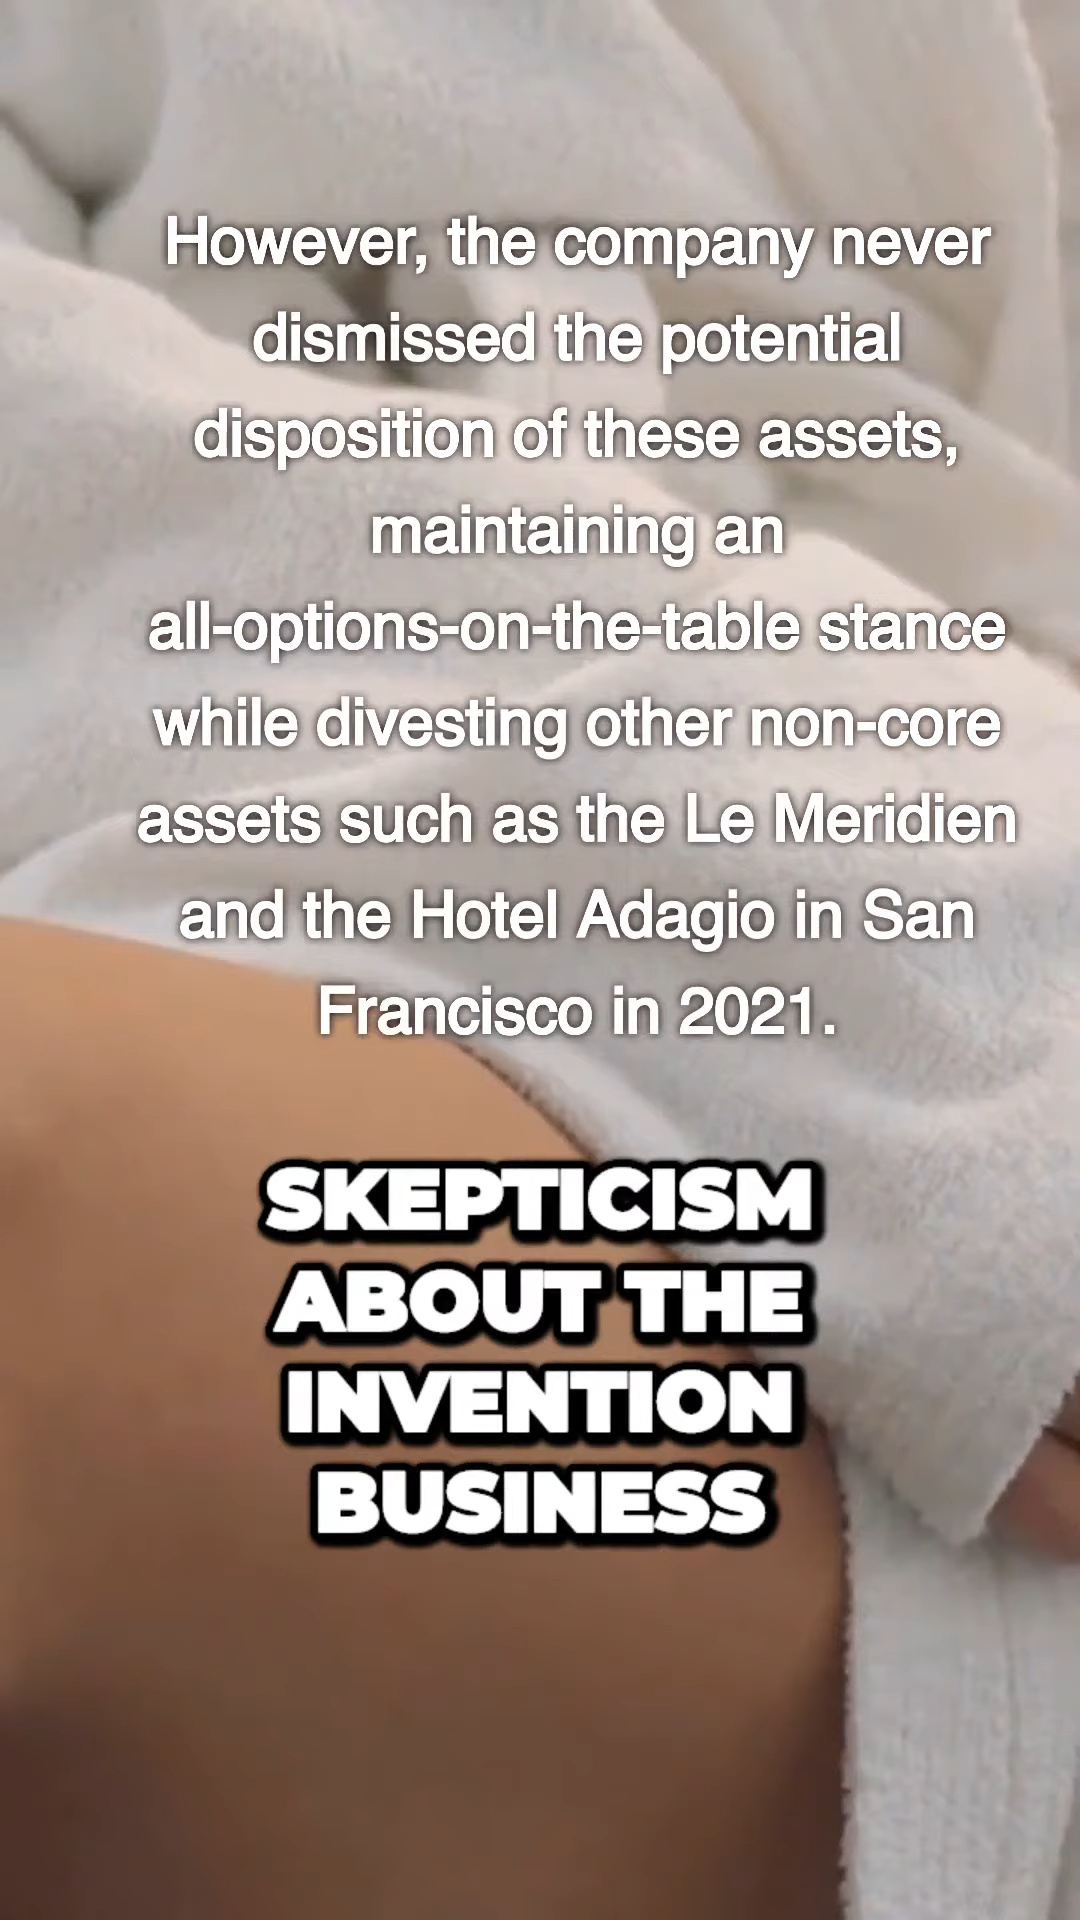 However, the company never
dismissed the potential
disposition of these assets,
maintaining an
all-options-on-the-table stance
while divesting other non-core
assets such as the Le Meridien
and the Hotel Adagio in San
Francisco in 2021.
SKEPTICISM
ABOUT THE
INVENTION
BUSINESS